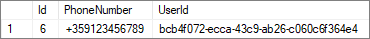 Id PhoneNumber UserId
1 6 +359123456789 bcb4f072-ecca-43c9-ab26-c060c6f364e4